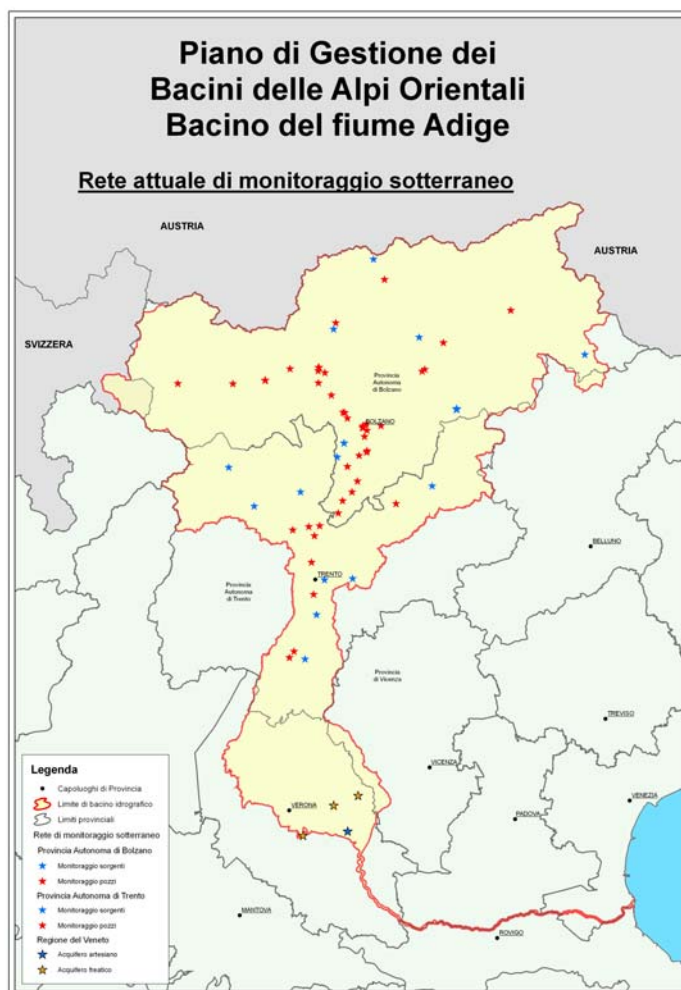 Piano di Gestione dei
Bacini delle Alpi Orientali
Bacino del fiume Adige
Rete attuale di monitoraggio sotterraneo
AUSTRIA
AUSTRIA
SVIZZERA
Provincia
Autonoma
di Bolzano
BOLZANO
BELLUNO
TRENTO
Provincia
Autonoma
di Trento
Provincia
di Vicenza
TREVISO
VICENZA
VENEZIA
VERONA
PADOVA
MANTOVA
ROVIGO
Legenda
Capoluoghi di Provincia
Limite di bacino idrografico
Limiti provinciali
Rete di monitoraggio sotterraneo
Provincia Autonoma di Bolzano
Monitoraggio sorgenti
Monitoraggio pozzi
Provincia Autonoma di Trento
Monitoraggio sorgenti
Monitoraggio pozzi
Regione del Veneto
Acquifero artesiano
Acquifero freatico